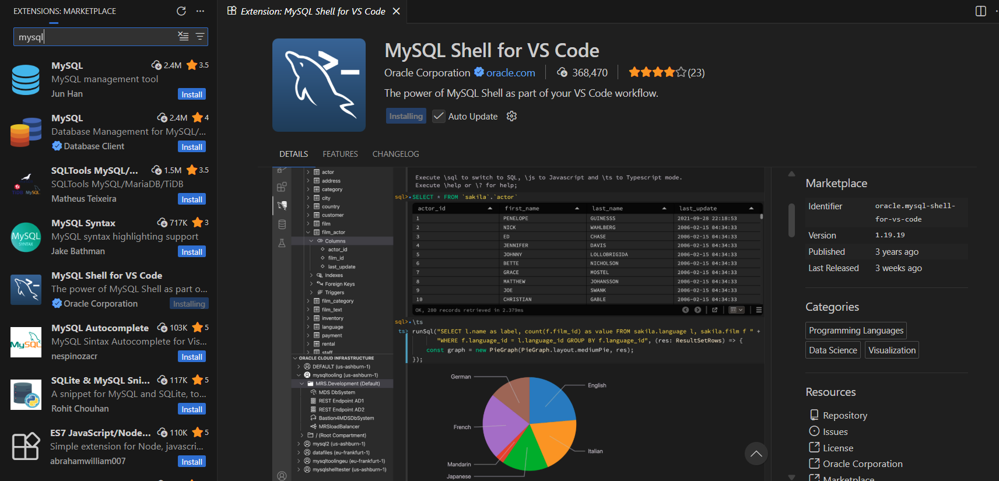 EXTENSIONS: MARKETPLACE
mysql
MySQL 2.4M 3.5
MySQL management tool
Jun Han Install
MySQL 2.4M 4
Database Management for MySQL/...
Database Client Install
SQLTools MySQL/... 1.5M 3.5
SQLTools MySQL/MariaDB/TiDB
Matheus Teixeira Install
MySQL Syntax 717K 3
MySQL syntax highlighting support
Jake Bathman Install
MySQL
SYNTAX
MySQL Shell for VS Code
The power of MySQL Shell as part o...
Oracle Corporation Installing
MySQL Autocomplete 103K 5
MySQL Sintax Autocomplete for Vis...
nespinozacr Install
MySQL
SQLite & MySQL Sni... 117K 5
A snippet for MySQL and SQLite, to...
Rohit Chouhan Install
ES7 JavaScript/Node... 110K 5
Simple extension for Node, javascri...
abrahamwilliam007 Install
Extension: MySQL Shell for VS Code
MySQL Shell for VS Code
Oracle Corporation oracle.com 368,470 (23)
The power of MySQL Shell as part of your VS Code workflow.
Installing Auto Update
DETAILS FEATURES CHANGELOG
actor
address
category
city
country
customer
film
film_actor
Columns
actor_id
film_id
last_update
Indexes
Foreign Keys
Triggers
film_category
film_text
inventory
language
payment
rental
staff
ORACLE CLOUD INFRASTRUCTURE
DEFAULT (us-ashburn-1)
mysqltooling (us-ashburn-1)
MRS.Development (Default)
MDS DbSystem
REST Endpoint AD1
REST Endpoint AD2
Bastion4MDSDbSystem
MRSloadBalancer
/ (Root Compartment)
mysql2 (us-ashburn-1)
datafiles (eu-frankfurt-1)
mysqltoolingeu (eu-frankfurt-1)
mysqlshelltester (us-ashburn-1)
Execute \sql to switch to SQL, \js to Javascript and \ts to Typescript mode.
Execute \help or \? for help;
sql> SELECT * FROM `sakila`.`actor`
actor_id first_name last_name last_update
1 PENELOPE GUINESSS 2021-09-28 22:18:53
2 NICK WAHLBERG 2006-02-15 04:34:33
3 ED CHASE 2006-02-15 04:34:33
4 JENNIFER DAVIS 2006-02-15 04:34:33
5 JOHNNY LOLLOBRIGIDA 2006-02-15 04:34:33
6 BETTE NICHOLSON 2006-02-15 04:34:33
7 GRACE MOSTEL 2006-02-15 04:34:33
8 MATTHEW JOHANSSON 2006-02-15 04:34:33
9 JOE SWANK 2006-02-15 04:34:33
10 CHRISTIAN GABLE 2006-02-15 04:34:33
OK, 200 records retrieved in 2.379ms
sql> \ts
ts> runSql("SELECT l.name as label, count(f.film_id) as value FROM sakila.language l, sakila.film f " +
"WHERE f.language_id = l.language_id GROUP BY f.language_id", (res: ResultSetRows) => {
const graph = new PieGraph(PieGraph.layout.mediumPie, res);
});
German
English
French
Italian
Mandarin
Japanese
Marketplace
Identifier oracle.mysql-shell-
for-vs-code
Version 1.19.19
Published 3 years ago
Last Released 3 weeks ago
Categories
Programming Languages
Data Science Visualization
Resources
Repository
Issues
License
Oracle Corporation
Marketplace